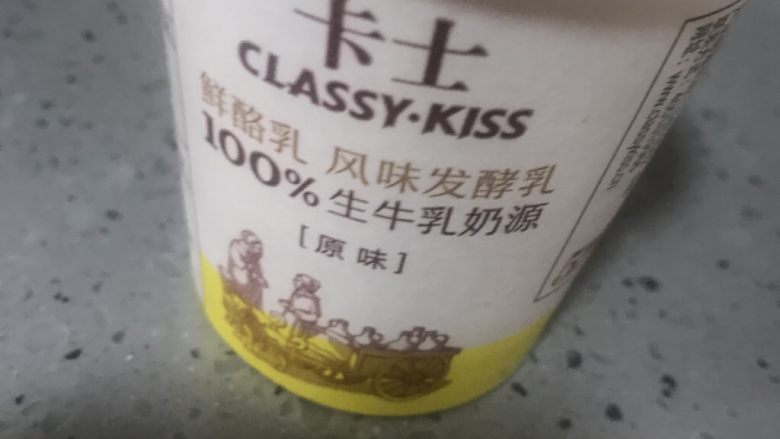 卡士
CLASSY·KISS
鲜酪乳 风味发酵乳
100%生牛乳奶源
[原味]